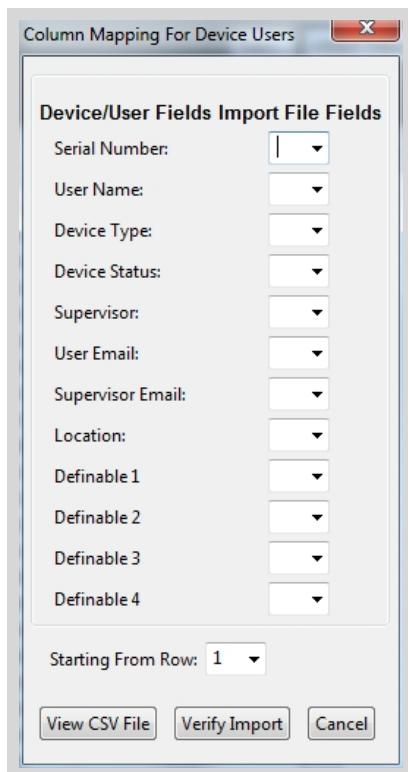 Column Mapping For Device Users
Device/User Fields Import File Fields
Serial Number:
User Name:
Device Type:
Device Status:
Supervisor:
User Email:
Supervisor Email:
Location:
Definable 1
Definable 2
Definable 3
Definable 4
Starting From Row: 1
View CSV File Verify Import Cancel